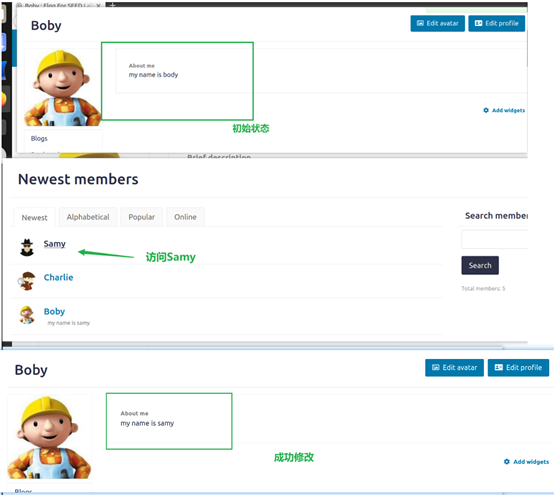 Boby : Elgg For SEED La
Boby
Edit avatar
Edit profile
About me
my name is body
Add widgets
初始状态
Blogs
Brief description
Newest members
Newest
Alphabetical
Popular
Online
Search member
Samy
访问Samy
Search
Charlie
Total members: 5
Boby
my name is samy
Boby
Edit avatar
Edit profile
About me
my name is samy
成功修改
Add widgets
Blogs